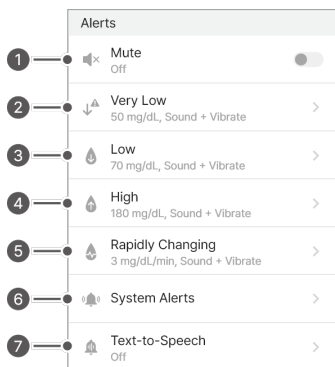 Alerts
1 Mute
Off
2 Very Low
50 mg/dL, Sound + Vibrate
3 Low
70 mg/dL, Sound + Vibrate
4 High
180 mg/dL, Sound + Vibrate
5 Rapidly Changing
3 mg/dL/min, Sound + Vibrate
6 System Alerts
7 Text-to-Speech
Off